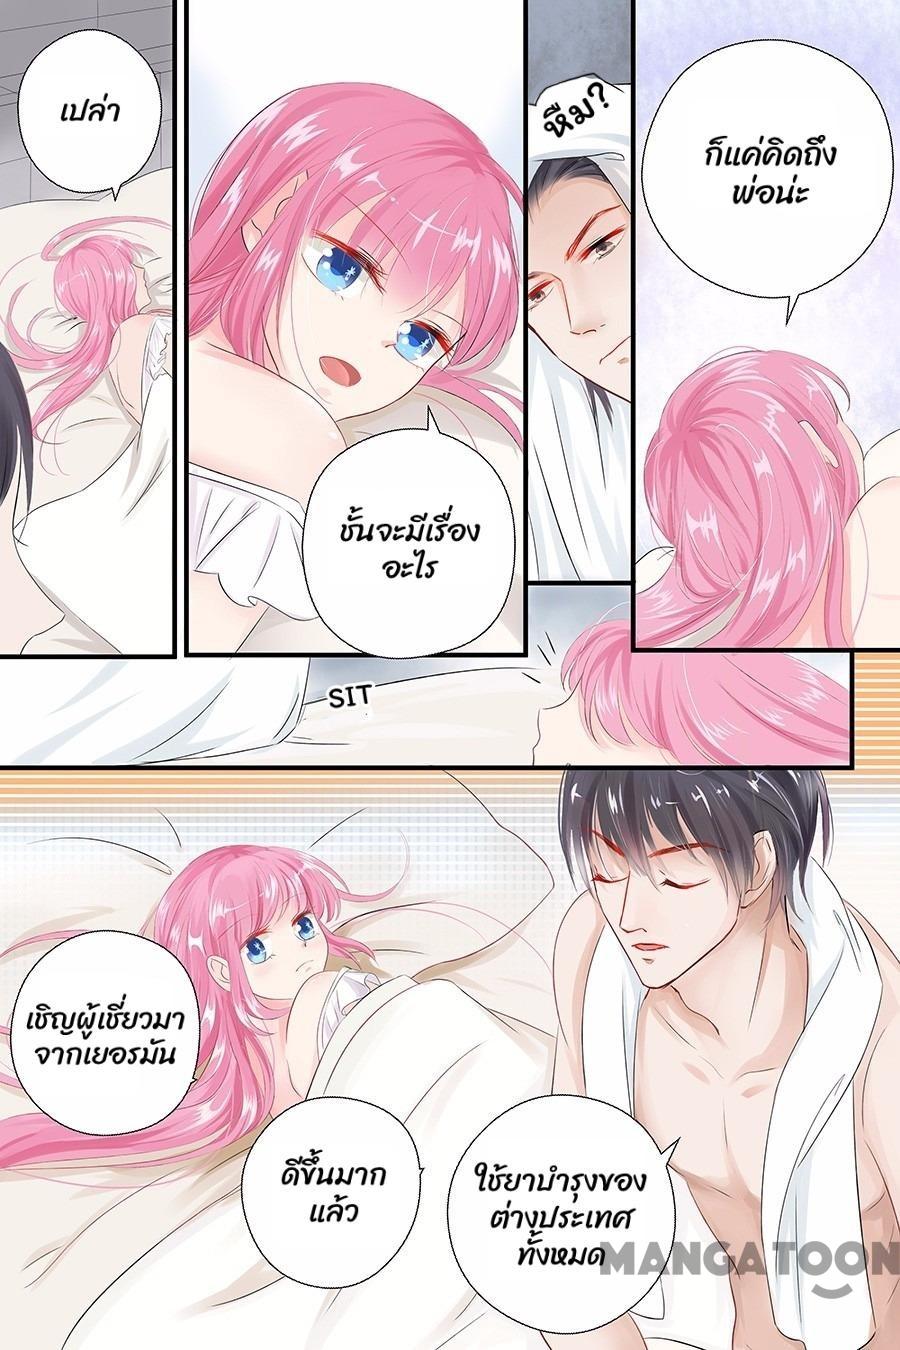 เปล่า
ชั้นจะมีเรื่อง
อะไร
หืม?
ก็แค่คิดถึง
พ่อน่ะ
SIT
เชิญผู้เชี่ยวมา
จากเยอรมัน
ดีขึ้นมาก
แล้ว
ใช้ยาบำรุงของ
ต่างประเทศ
ทั้งหมด
MANGATOON